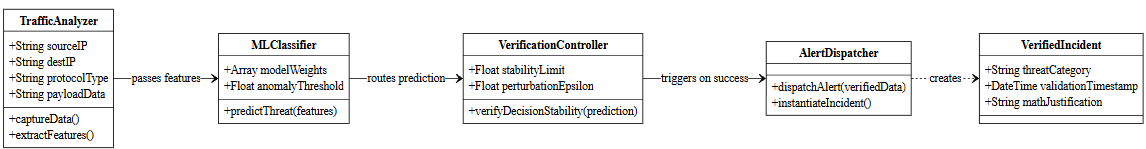 TrafficAnalyzer
+String sourceIP
+String destIP
+String protocolType
+String payloadData
+captureData()
+extractFeatures()
passes features
MLClassifier
+Array modelWeights
+Float anomalyThreshold
+predictThreat(features)
routes prediction
VerificationController
+Float stabilityLimit
+Float perturbationEpsilon
+verifyDecisionStability(prediction)
triggers on success
AlertDispatcher
+dispatchAlert(verifiedData)
+instantiateIncident()
creates
VerifiedIncident
+String threatCategory
+DateTime validationTimestamp
+String mathJustification